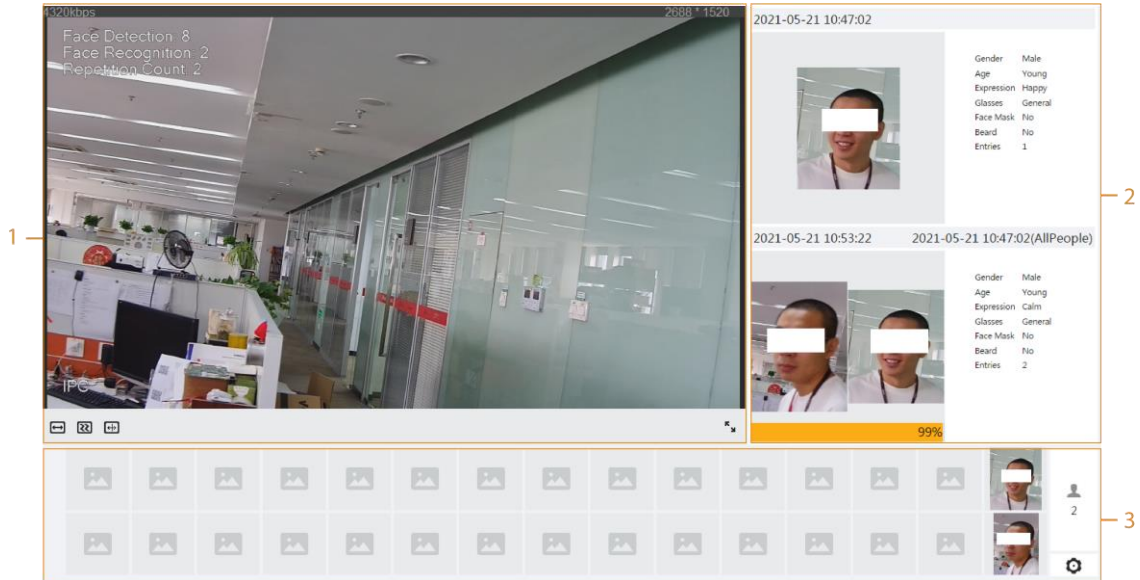 4320kbps
2688 * 1520
Face Detection: 8
Face Recognition: 2
Repetition Count: 2
IPC
1
2021-05-21 10:47:02
Gender Male
Age Young
Expression Happy
Glasses General
Face Mask No
Beard No
Entries 1
2
2021-05-21 10:53:22 2021-05-21 10:47:02(AllPeople)
Gender Male
Age Young
Expression Calm
Glasses General
Face Mask No
Beard No
Entries 2
99%
2
3